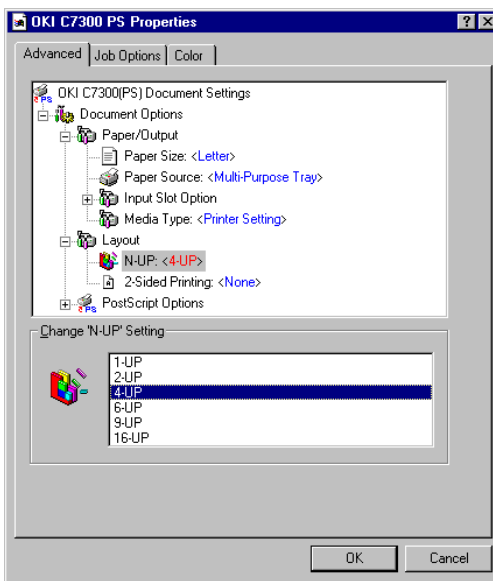 OKI C7300 PS Properties
Advanced
Job Options
Color
OKI C7300(PS) Document Settings
Document Options
Paper/Output
Paper Size: <Letter>
Paper Source: <Multi-Purpose Tray>
Input Slot Option
Media Type: <Printer Setting>
Layout
N-UP: <4-UP>
2-Sided Printing: <None>
PostScript Options
Change 'N-UP' Setting
1-UP
2-UP
4-UP
6-UP
9-UP
16-UP
OK
Cancel